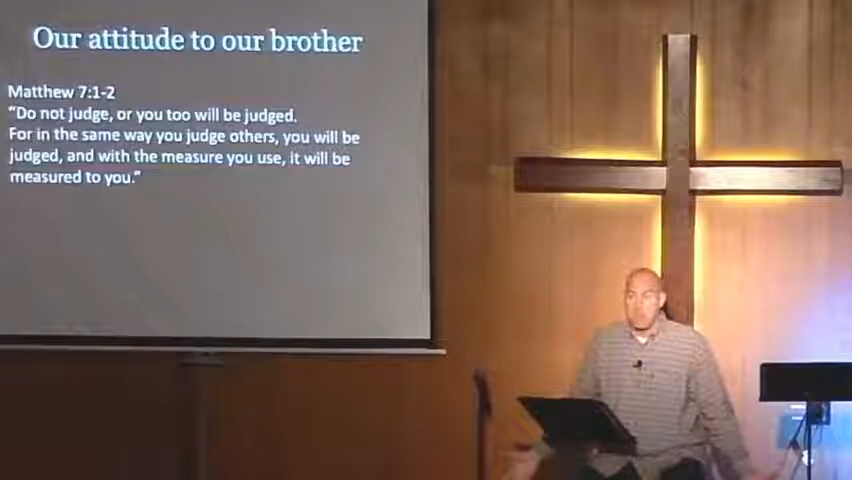 Our attitude to our brother
Matthew 7:1-2
“Do not judge, or you too will be judged.
For in the same way you judge others, you will be
judged, and with the measure you use, it will be
measured to you.”